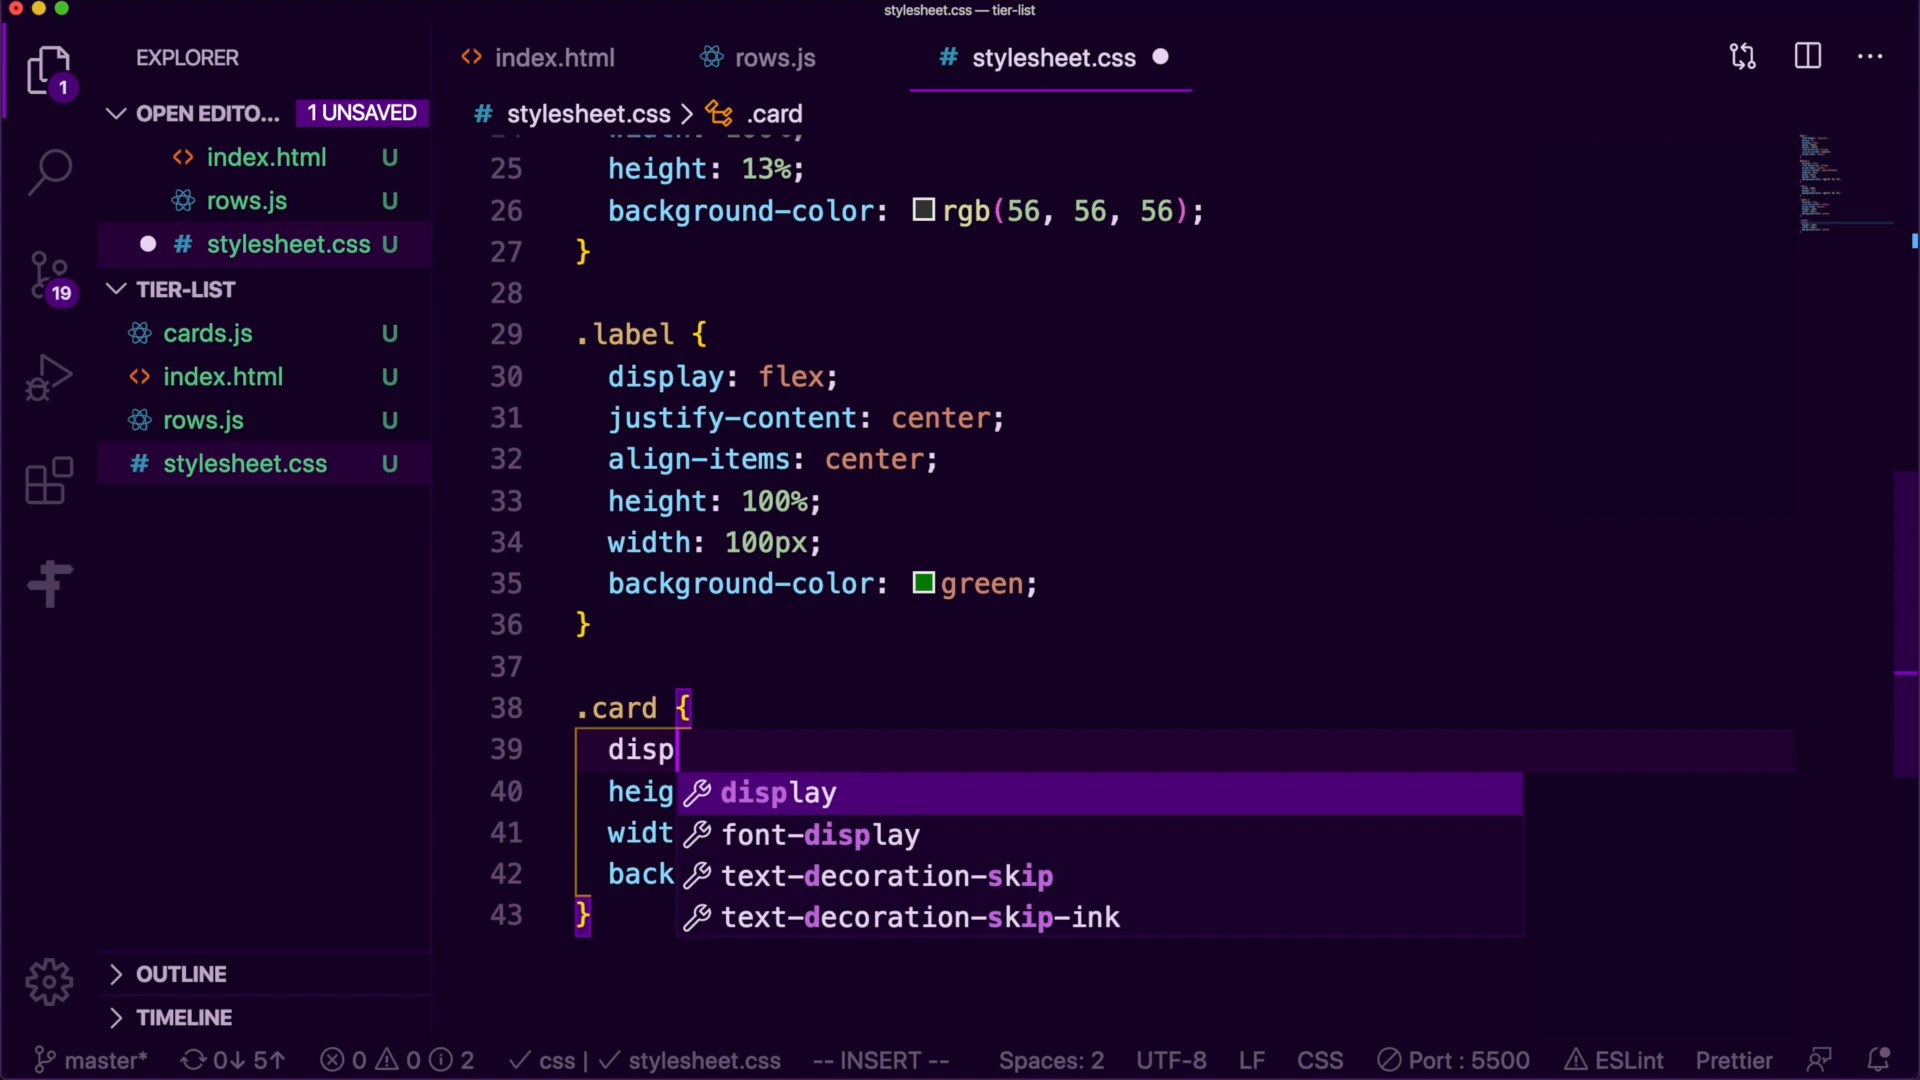 stylesheet.css — tier-list
EXPLORER
1
OPEN EDITO... 1 UNSAVED
index.html U
rows.js U
# stylesheet.css U
19
TIER-LIST
cards.js U
index.html U
rows.js U
# stylesheet.css U
OUTLINE
TIMELINE
index.html rows.js # stylesheet.css
# stylesheet.css > .card
25 height: 13%;
26 background-color: rgb(56, 56, 56);
27 }
28
29 .label {
30 display: flex;
31 justify-content: center;
32 align-items: center;
33 height: 100%;
34 width: 100px;
35 background-color: green;
36 }
37
38 .card {
39 disp
40 heig
41 widt
42 back
43 }
display
font-display
text-decoration-skip
text-decoration-skip-ink
master* 0↓ 5↑ 0 0 2 css | stylesheet.css -- INSERT -- Spaces: 2 UTF-8 LF CSS Port : 5500 ESLint Prettier